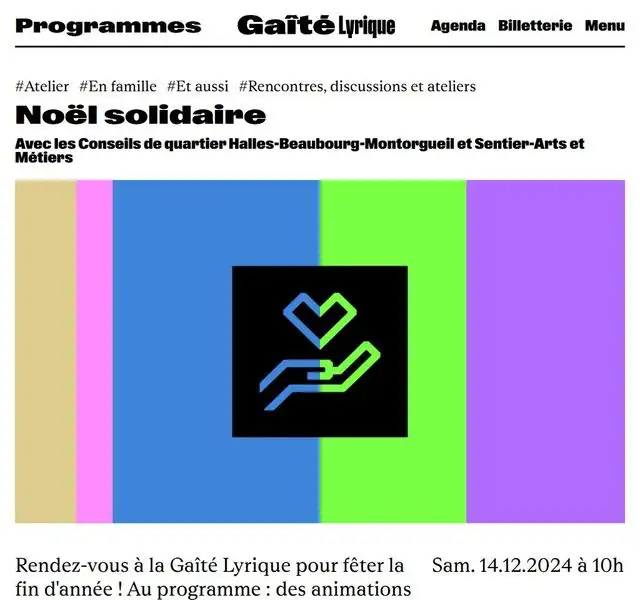 Programmes Gaîté Lyrique Agenda Billetterie Menu
#Atelier #En famille #Et aussi #Rencontres, discussions et ateliers
Noël solidaire
Avec les Conseils de quartier Halles-Beaubourg-Montorgueil et Sentier-Arts et
Métiers
Rendez-vous à la Gaîté Lyrique pour fêter la
fin d'année ! Au programme : des animations
Sam. 14.12.2024 à 10h